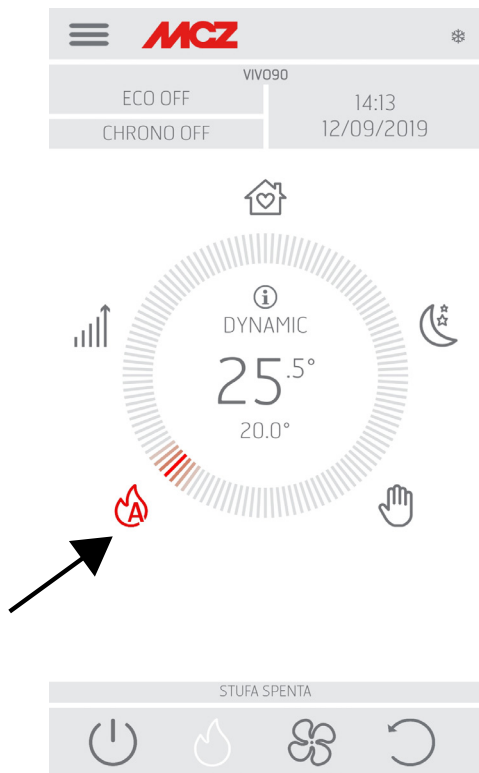 MCZ
VIVO90
ECO OFF
CHRONO OFF
14:13
12/09/2019
DYNAMIC
25.5°
20.0°
A
STUFA SPENTA